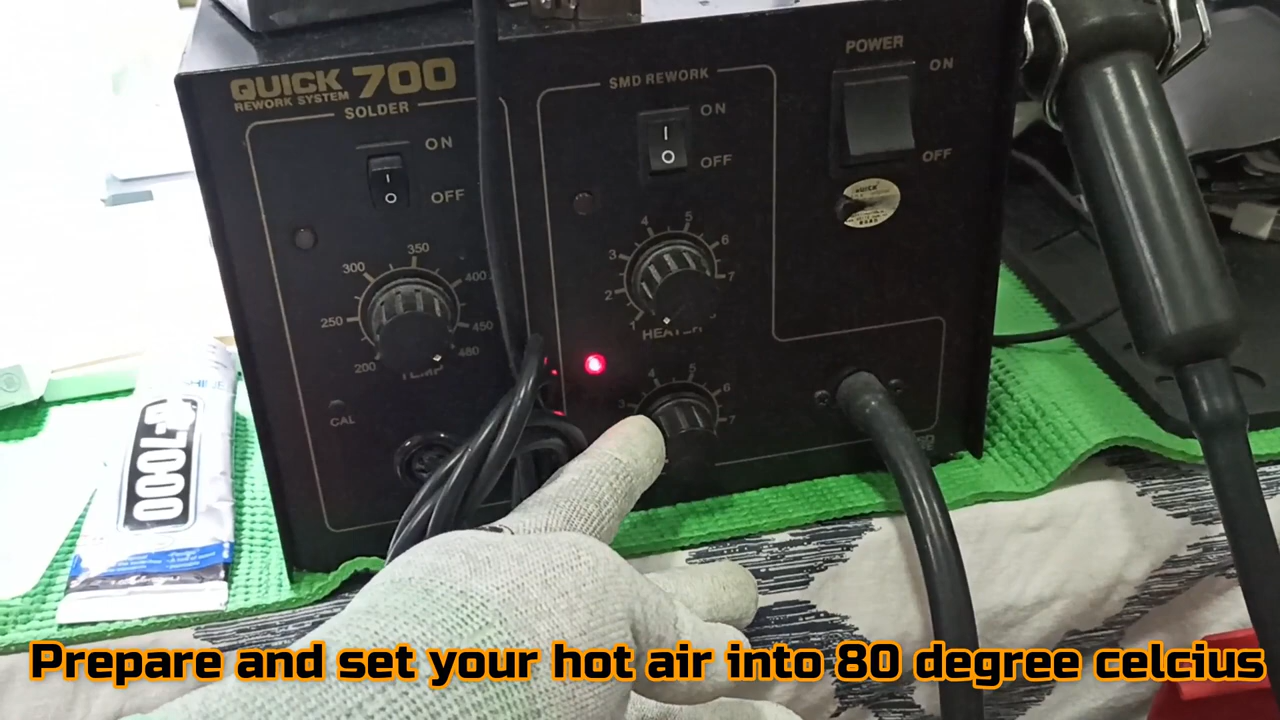 QUICK 700
REWORK SYSTEM
SOLDER
ON
OFF
350
300
400
250
450
200
480
TEMP
CAL
SMD REWORK
ON
OFF
4
5
3
6
2
7
1
HEATER
4
5
3
6
7
POWER
ON
OFF
QUICK
-7000
Prepare and set your hot air into 80 degree celcius